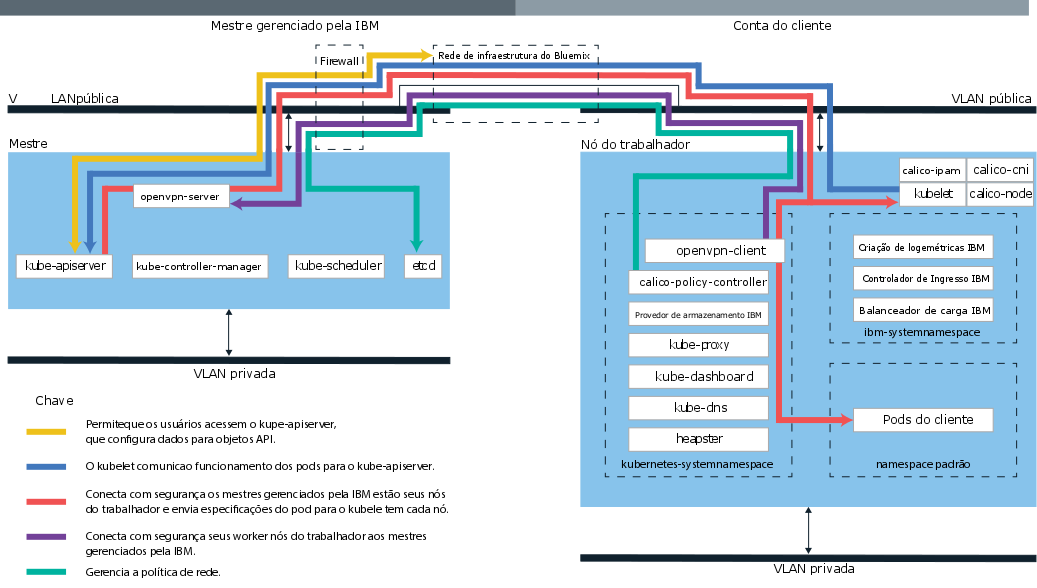 Mestre gerenciado pela IBM
Conta do cliente
Firewall
Rede de infraestrutura do Bluemix
V LANpública
VLAN pública
Mestre
Nó do trabalhador
openvpn-server
kube-apiserver
kube-controller-manager
kube-scheduler
etcd
calico-ipam
calico-cni
kubelet
calico-node
openvpn-client
calico-policy-controller
Provedor de armazenamento IBM
kube-proxy
kube-dashboard
kube-dns
heapster
kubernetes-systemnamespace
Criação de logemétricas IBM
Controlador de Ingresso IBM
Balanceador de carga IBM
ibm-systemnamespace
Pods do cliente
namespace padrão
VLAN privada
VLAN privada
Chave
Permiteque os usuários acessem o kupe-apiserver,
que configura dados para objetos API.
O kubelet comunicao funcionamento dos pods para o kube-apiserver.
Conecta com segurança os mestres gerenciados pela IBM estão seus nós
do trabalhador e envia especificações do pod para o kubele tem cada nó.
Conecta com segurança seus worker nós do trabalhador aos mestres
gerenciados pela IBM.
Gerencia a política de rede.